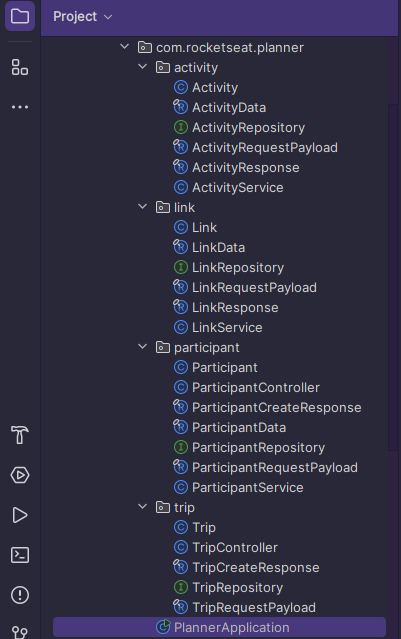 Project
com.rocketseat.planner
activity
Activity
ActivityData
ActivityRepository
ActivityRequestPayload
ActivityResponse
ActivityService
link
Link
LinkData
LinkRepository
LinkRequestPayload
LinkResponse
LinkService
participant
Participant
ParticipantController
ParticipantCreateResponse
ParticipantData
ParticipantRepository
ParticipantRequestPayload
ParticipantService
trip
Trip
TripController
TripCreateResponse
TripRepository
TripRequestPayload
PlannerApplication